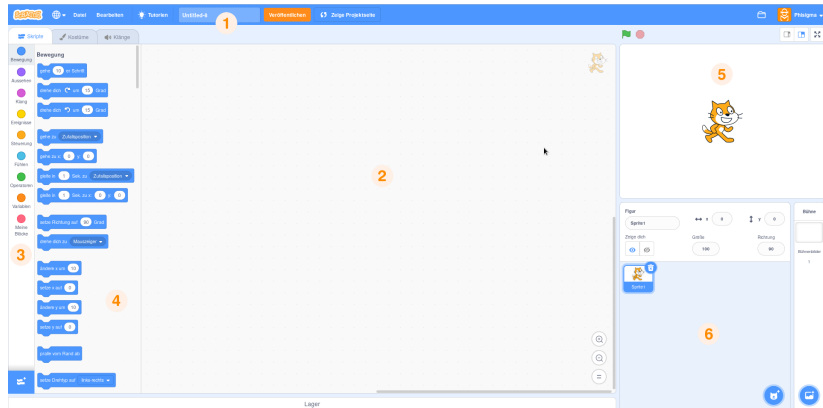 SCRATCH Datei Bearbeiten Tutorien Untitled-6 Veröffentlichen Zeige Projektseite Phisigma
1
Skripte Kostüme Klänge
Bewegung
Aussehen
Klang
Ereignisse
Steuerung
Fühlen
Operatoren
Variablen
Meine
Blöcke
3
Bewegung
gehe 10 er Schritt
drehe dich um 15 Grad
drehe dich um 15 Grad
gehe zu Zufallsposition
gehe zu x: 0 y: 0
gleite in 1 Sek. zu Zufallsposition
gleite in 1 Sek. zu x: 0 y: 0
setze Richtung auf 90 Grad
drehe dich zu Mauszeiger
ändere x um 10
setze x auf 0
ändere y um 10
setze y auf 0
4
pralle vom Rand ab
setze Drehtyp auf links-rechts
2
Lager
5
Figur
Sprite1 x 0 y 0
Zeige dich Größe Richtung
100 90
Sprite1
6
Bühne
Bühnenbilder
1